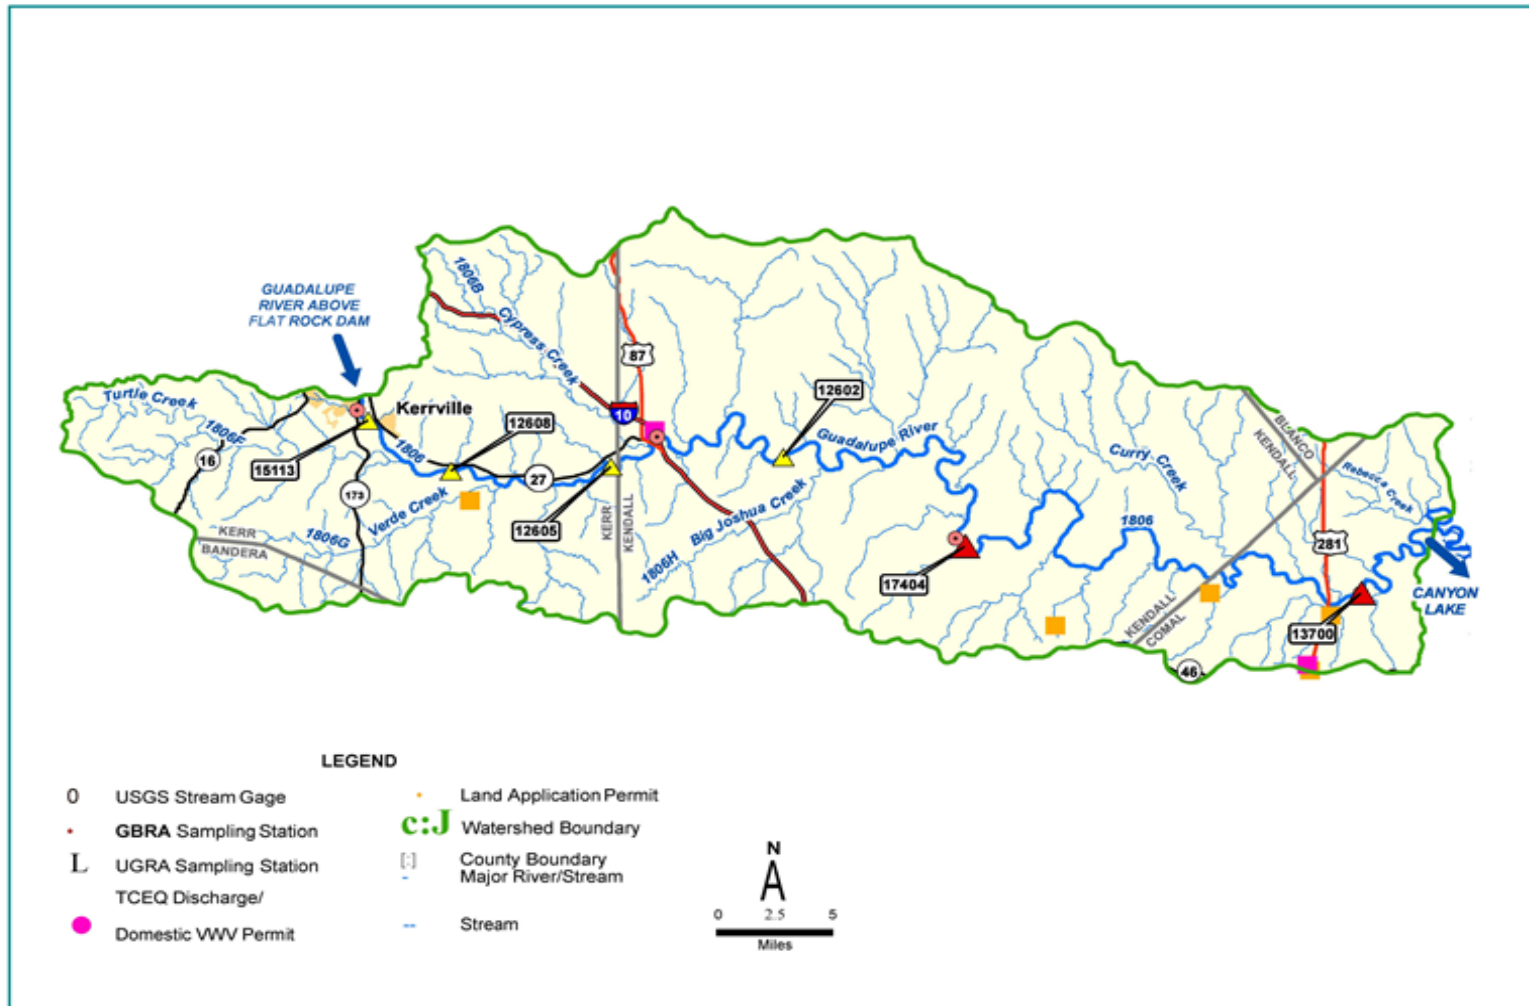 GUADALUPE
RIVER ABOVE
FLAT ROCK DAM
1806B
Cypress Creek
87
10
Turtle Creek
1806F
16
15113
Kerrville
1806
12608
12602
Guadalupe River
27
173
Verde Creek
1806G
12605
KERR
KENDALL
KERR
BANDERA
Big Joshua Creek
1806H
17404
Curry Creek
1806
BLANCO
KENDALL
Rebecca Creek
281
CANYON
LAKE
KENDALL
COMAL
13700
46
LEGEND
0 USGS Stream Gage
GBRA Sampling Station
L UGRA Sampling Station
TCEQ Discharge/
Domestic VWV Permit
Land Application Permit
c:J Watershed Boundary
[:] County Boundary
Major River/Stream
Stream
N
0 2.5 5
Miles